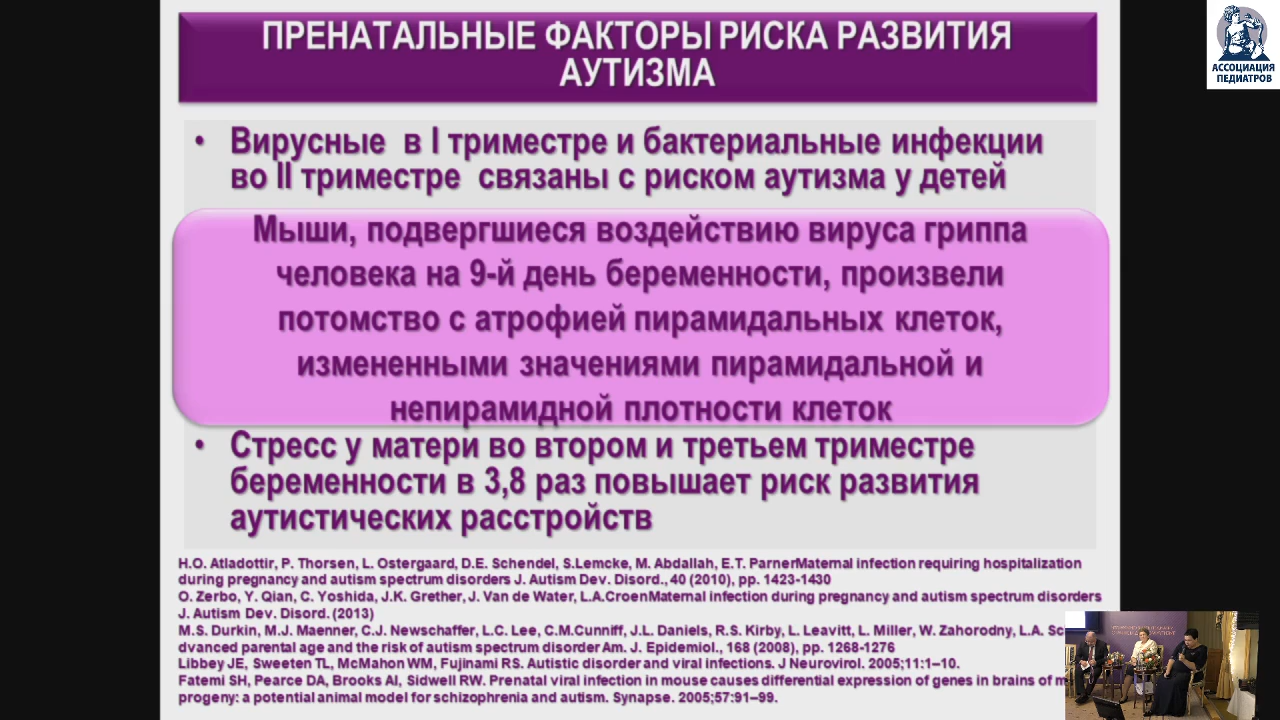 ПРЕНАТАЛЬНЫЕ ФАКТОРЫ РИСКА РАЗВИТИЯ
АУТИЗМА
АССОЦИАЦИЯ
ПЕДИАТРОВ
• Вирусные в I триместре и бактериальные инфекции
во II триместре связаны с риском аутизма у детей
Мыши, подвергшиеся воздействию вируса гриппа
человека на 9-й день беременности, произвели
потомство с атрофией пирамидальных клеток,
измененными значениями пирамидальной и
непирамидной плотности клеток
• Стресс у матери во втором и третьем триместре
беременности в 3,8 раз повышает риск развития
аутистических расстройств
H.O. Atladottir, P. Thorsen, L. Ostergaard, D.E. Schendel, S.Lemcke, M. Abdallah, E.T. ParnerMaternal infection requiring hospitalization
during pregnancy and autism spectrum disorders J. Autism Dev. Disord., 40 (2010), pp. 1423-1430
O. Zerbo, Y. Qian, C. Yoshida, J.K. Grether, J. Van de Water, L.A.CroenMaternal infection during pregnancy and autism spectrum disorders
J. Autism Dev. Disord. (2013)
M.S. Durkin, M.J. Maenner, C.J. Newschaffer, L.C. Lee, C.M.Cunniff, J.L. Daniels, R.S. Kirby, L. Leavitt, L. Miller, W. Zahorodny, L.A. Sc
dvanced parental age and the risk of autism spectrum disorder Am. J. Epidemiol., 168 (2008), pp. 1268-1276
Libbey JE, Sweeten TL, McMahon WM, Fujinami RS. Autistic disorder and viral infections. J Neurovirol. 2005;11:1–10.
Fatemi SH, Pearce DA, Brooks AI, Sidwell RW. Prenatal viral infection in mouse causes differential expression of genes in brains of m
progeny: a potential animal model for schizophrenia and autism. Synapse. 2005;57:91–99.